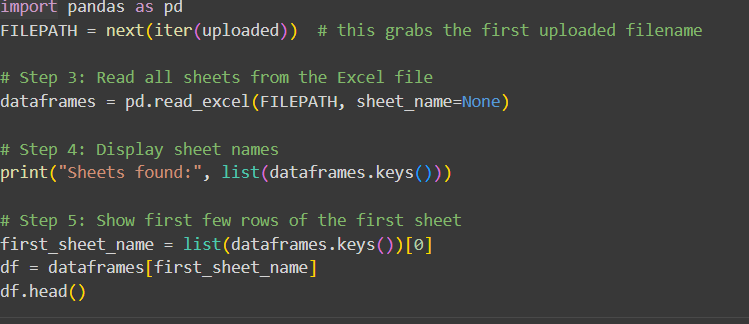 import pandas as pd
FILEPATH = next(iter(uploaded))  # this grabs the first uploaded filename
# Step 3: Read all sheets from the Excel file
dataframes = pd.read_excel(FILEPATH, sheet_name=None)
# Step 4: Display sheet names
print("Sheets found:", list(dataframes.keys()))
# Step 5: Show first few rows of the first sheet
first_sheet_name = list(dataframes.keys())[0]
df = dataframes[first_sheet_name]
df.head()